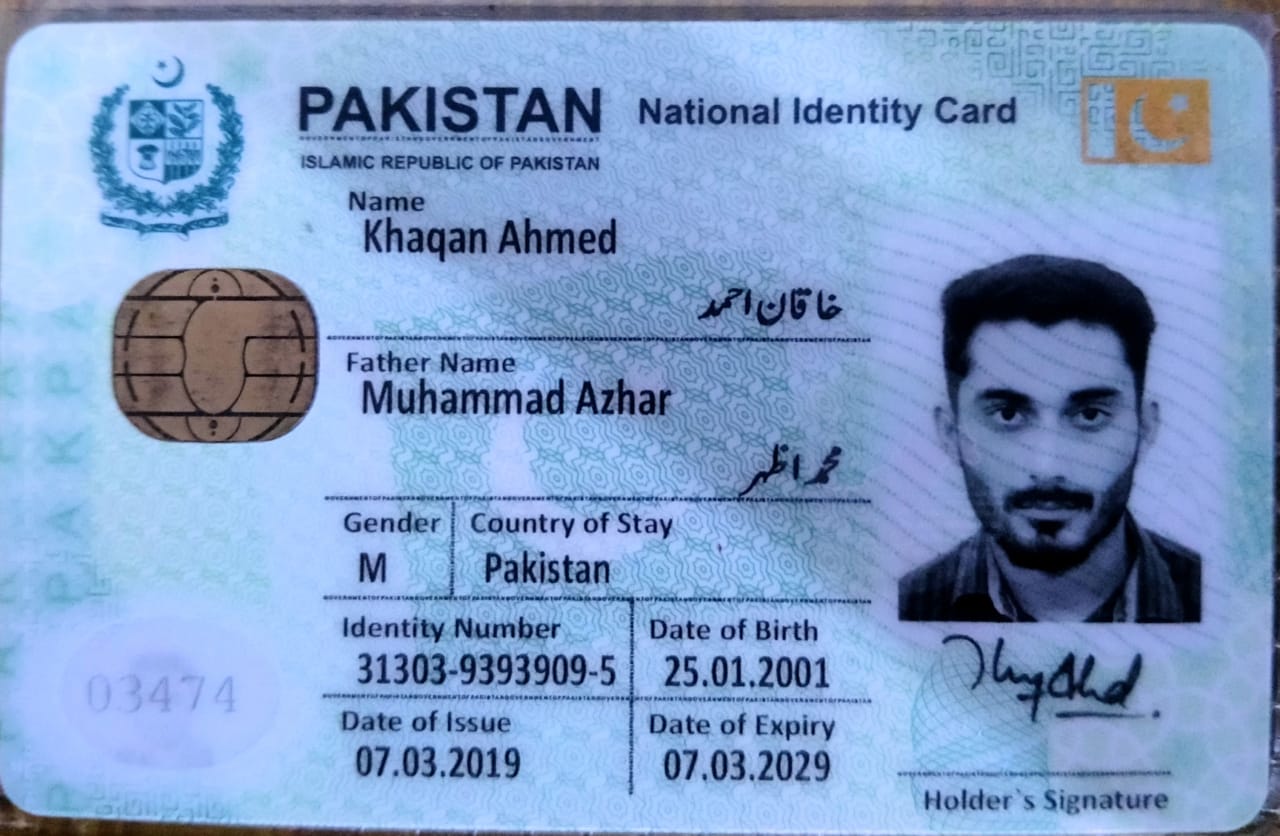 PAKISTAN National Identity Card
ISLAMIC REPUBLIC OF PAKISTAN
Name
Khaqan Ahmed
خاقان احمد
Father Name
Muhammad Azhar
محمد اظہر
Gender Country of Stay
M Pakistan
Identity Number Date of Birth
31303-9393909-5 25.01.2001
Date of Issue Date of Expiry
07.03.2019 07.03.2029
03474
Holder`s Signature